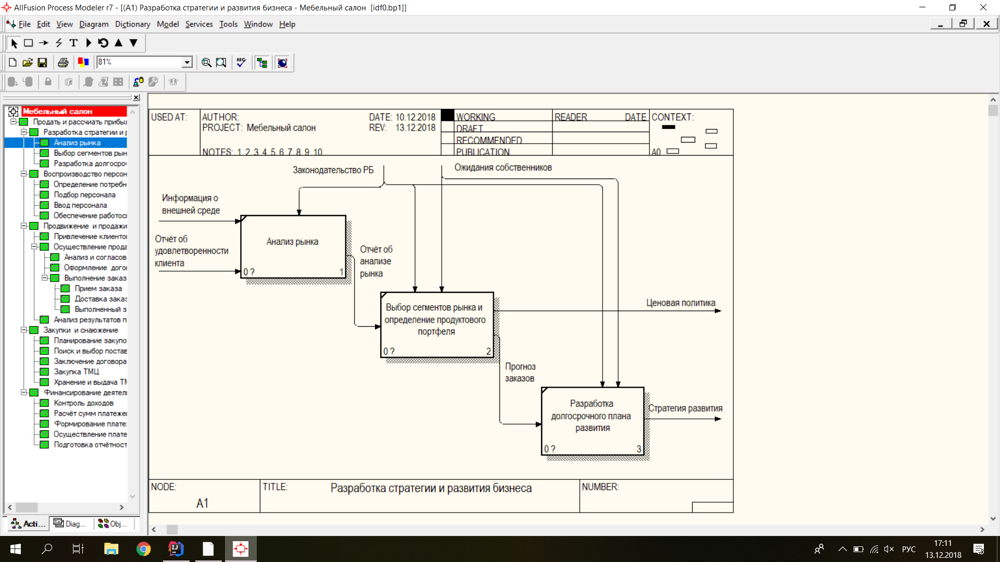 AllFusion Process Modeler r7 - [(A1) Разработка стратегии и развития бизнеса - Мебельный салон [idf0.bp1]]
File Edit View Diagram Dictionary Model Services Tools Window Help
T
81%
ABC
Мебельный салон
Продать и рассчиать прибыл
Разработка стратегии и р
Анализ рынка
Выбор сегментов рын
Разработка долгосроч
Воспроизводство персон
Определение потребн
Подбор персонала
Ввод персонала
Обеспечение работос
Продвижение и продажи
Привлечение клиенто
Осуществление прода
Анализ и согласов
Оформление дого
Выполнение заказ
Прием заказа
Доставка заказ
Выполненный з
Анализ результатов п
Закупки и снаюжение
Планирование закупо
Поиск и выбор постав
Заключение договора
Закупка ТМЦ
Хранение и выдача ТМ
Финансирование деятел
Контроль доходов
Расчёт сумм платеже
Формирование плате
Осуществление плате
Подготовка отчётност
Acti... Diag... Obj...
USED AT:
AUTHOR:
PROJECT: Мебельный салон
DATE: 10.12.2018
REV: 13.12.2018
NOTES: 1 2 3 4 5 6 7 8 9 10
WORKING
DRAFT
RECOMMENDED
PUBLICATION
READER DATE
CONTEXT:
A0
Законодательство РБ
Ожидания собственников
Информация о
внешней среде
Отчёт об
удовлетворенности
клиента
Анализ рынка
0 ? 1
Отчёт об
анализе
рынка
Выбор сегментов рынка и
определение продуктового
портфеля
0 ? 2
Ценовая политика
Прогноз
заказов
Разработка
долгосрочного плана
развития
0 ? 3
Стратегия развития
NODE:
A1
TITLE:
Разработка стратегии и развития бизнеса
NUMBER:
РУС
17:11
13.12.2018